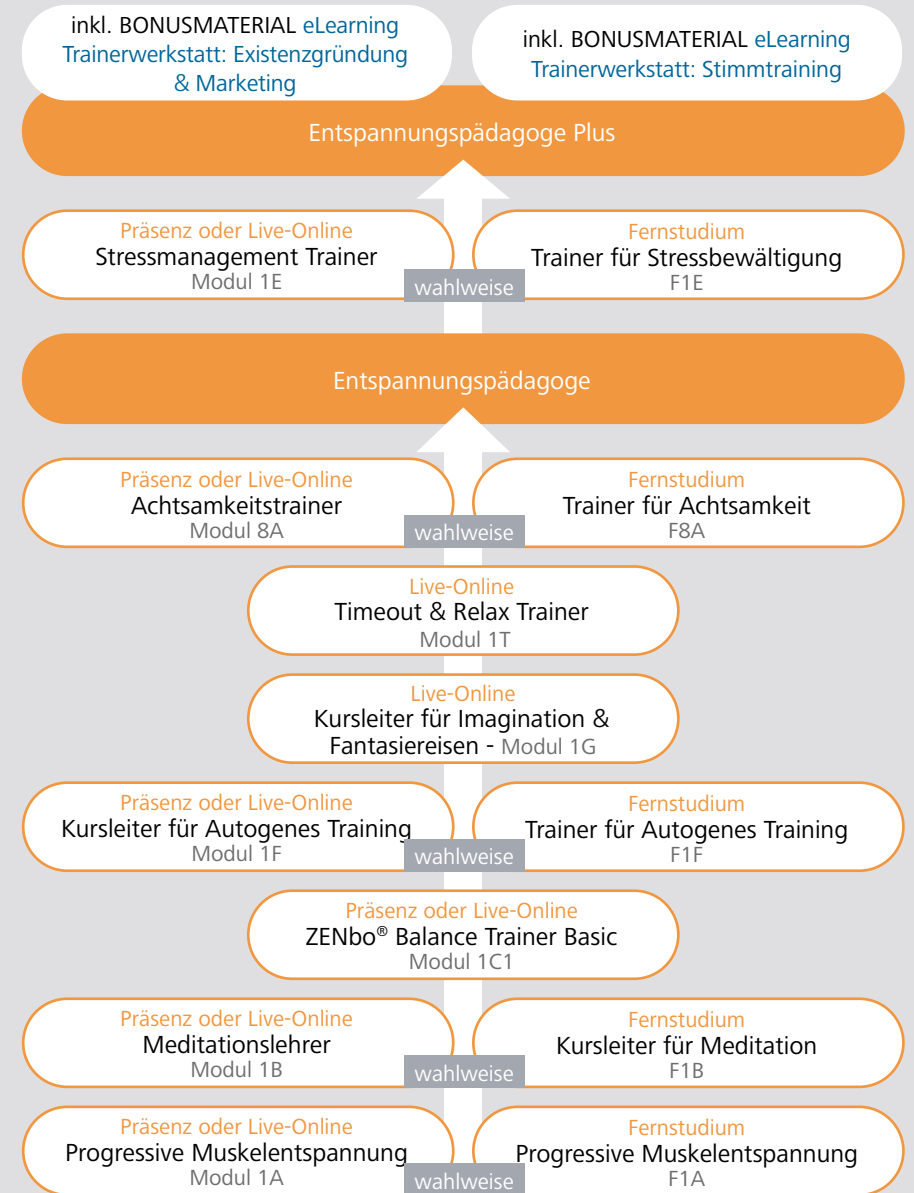 inkl. BONUSMATERIAL eLearning
Trainerwerkstatt: Existenzgründung
& Marketing
inkl. BONUSMATERIAL eLearning
Trainerwerkstatt: Stimmtraining
Entspannungspädagoge Plus
Präsenz oder Live-Online
Stressmanagement Trainer
Modul 1E
wahlweise
Fernstudium
Trainer für Stressbewältigung
F1E
Entspannungspädagoge
Präsenz oder Live-Online
Achtsamkeitstrainer
Modul 8A
wahlweise
Fernstudium
Trainer für Achtsamkeit
F8A
Live-Online
Timeout & Relax Trainer
Modul 1T
Live-Online
Kursleiter für Imagination &
Fantasiereisen - Modul 1G
Präsenz oder Live-Online
Kursleiter für Autogenes Training
Modul 1F
wahlweise
Fernstudium
Trainer für Autogenes Training
F1F
Präsenz oder Live-Online
ZENbo® Balance Trainer Basic
Modul 1C1
Präsenz oder Live-Online
Meditationslehrer
Modul 1B
wahlweise
Fernstudium
Kursleiter für Meditation
F1B
Präsenz oder Live-Online
Progressive Muskelentspannung
Modul 1A
wahlweise
Fernstudium
Progressive Muskelentspannung
F1A